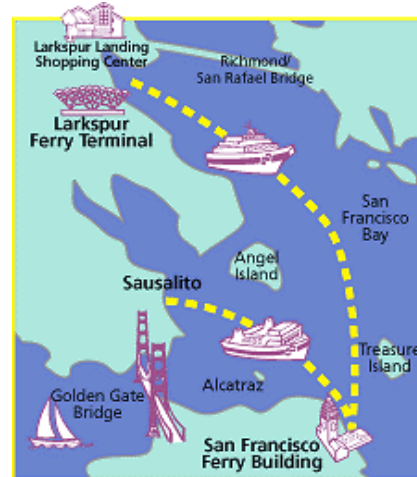 Larkspur Landing
Shopping Center
Richmond/
San Rafael Bridge
Larkspur
Ferry Terminal
San
Francisco
Bay
Angel
Island
Sausalito
Treasure
Island
Golden Gate
Bridge
Alcatraz
San Francisco
Ferry Building